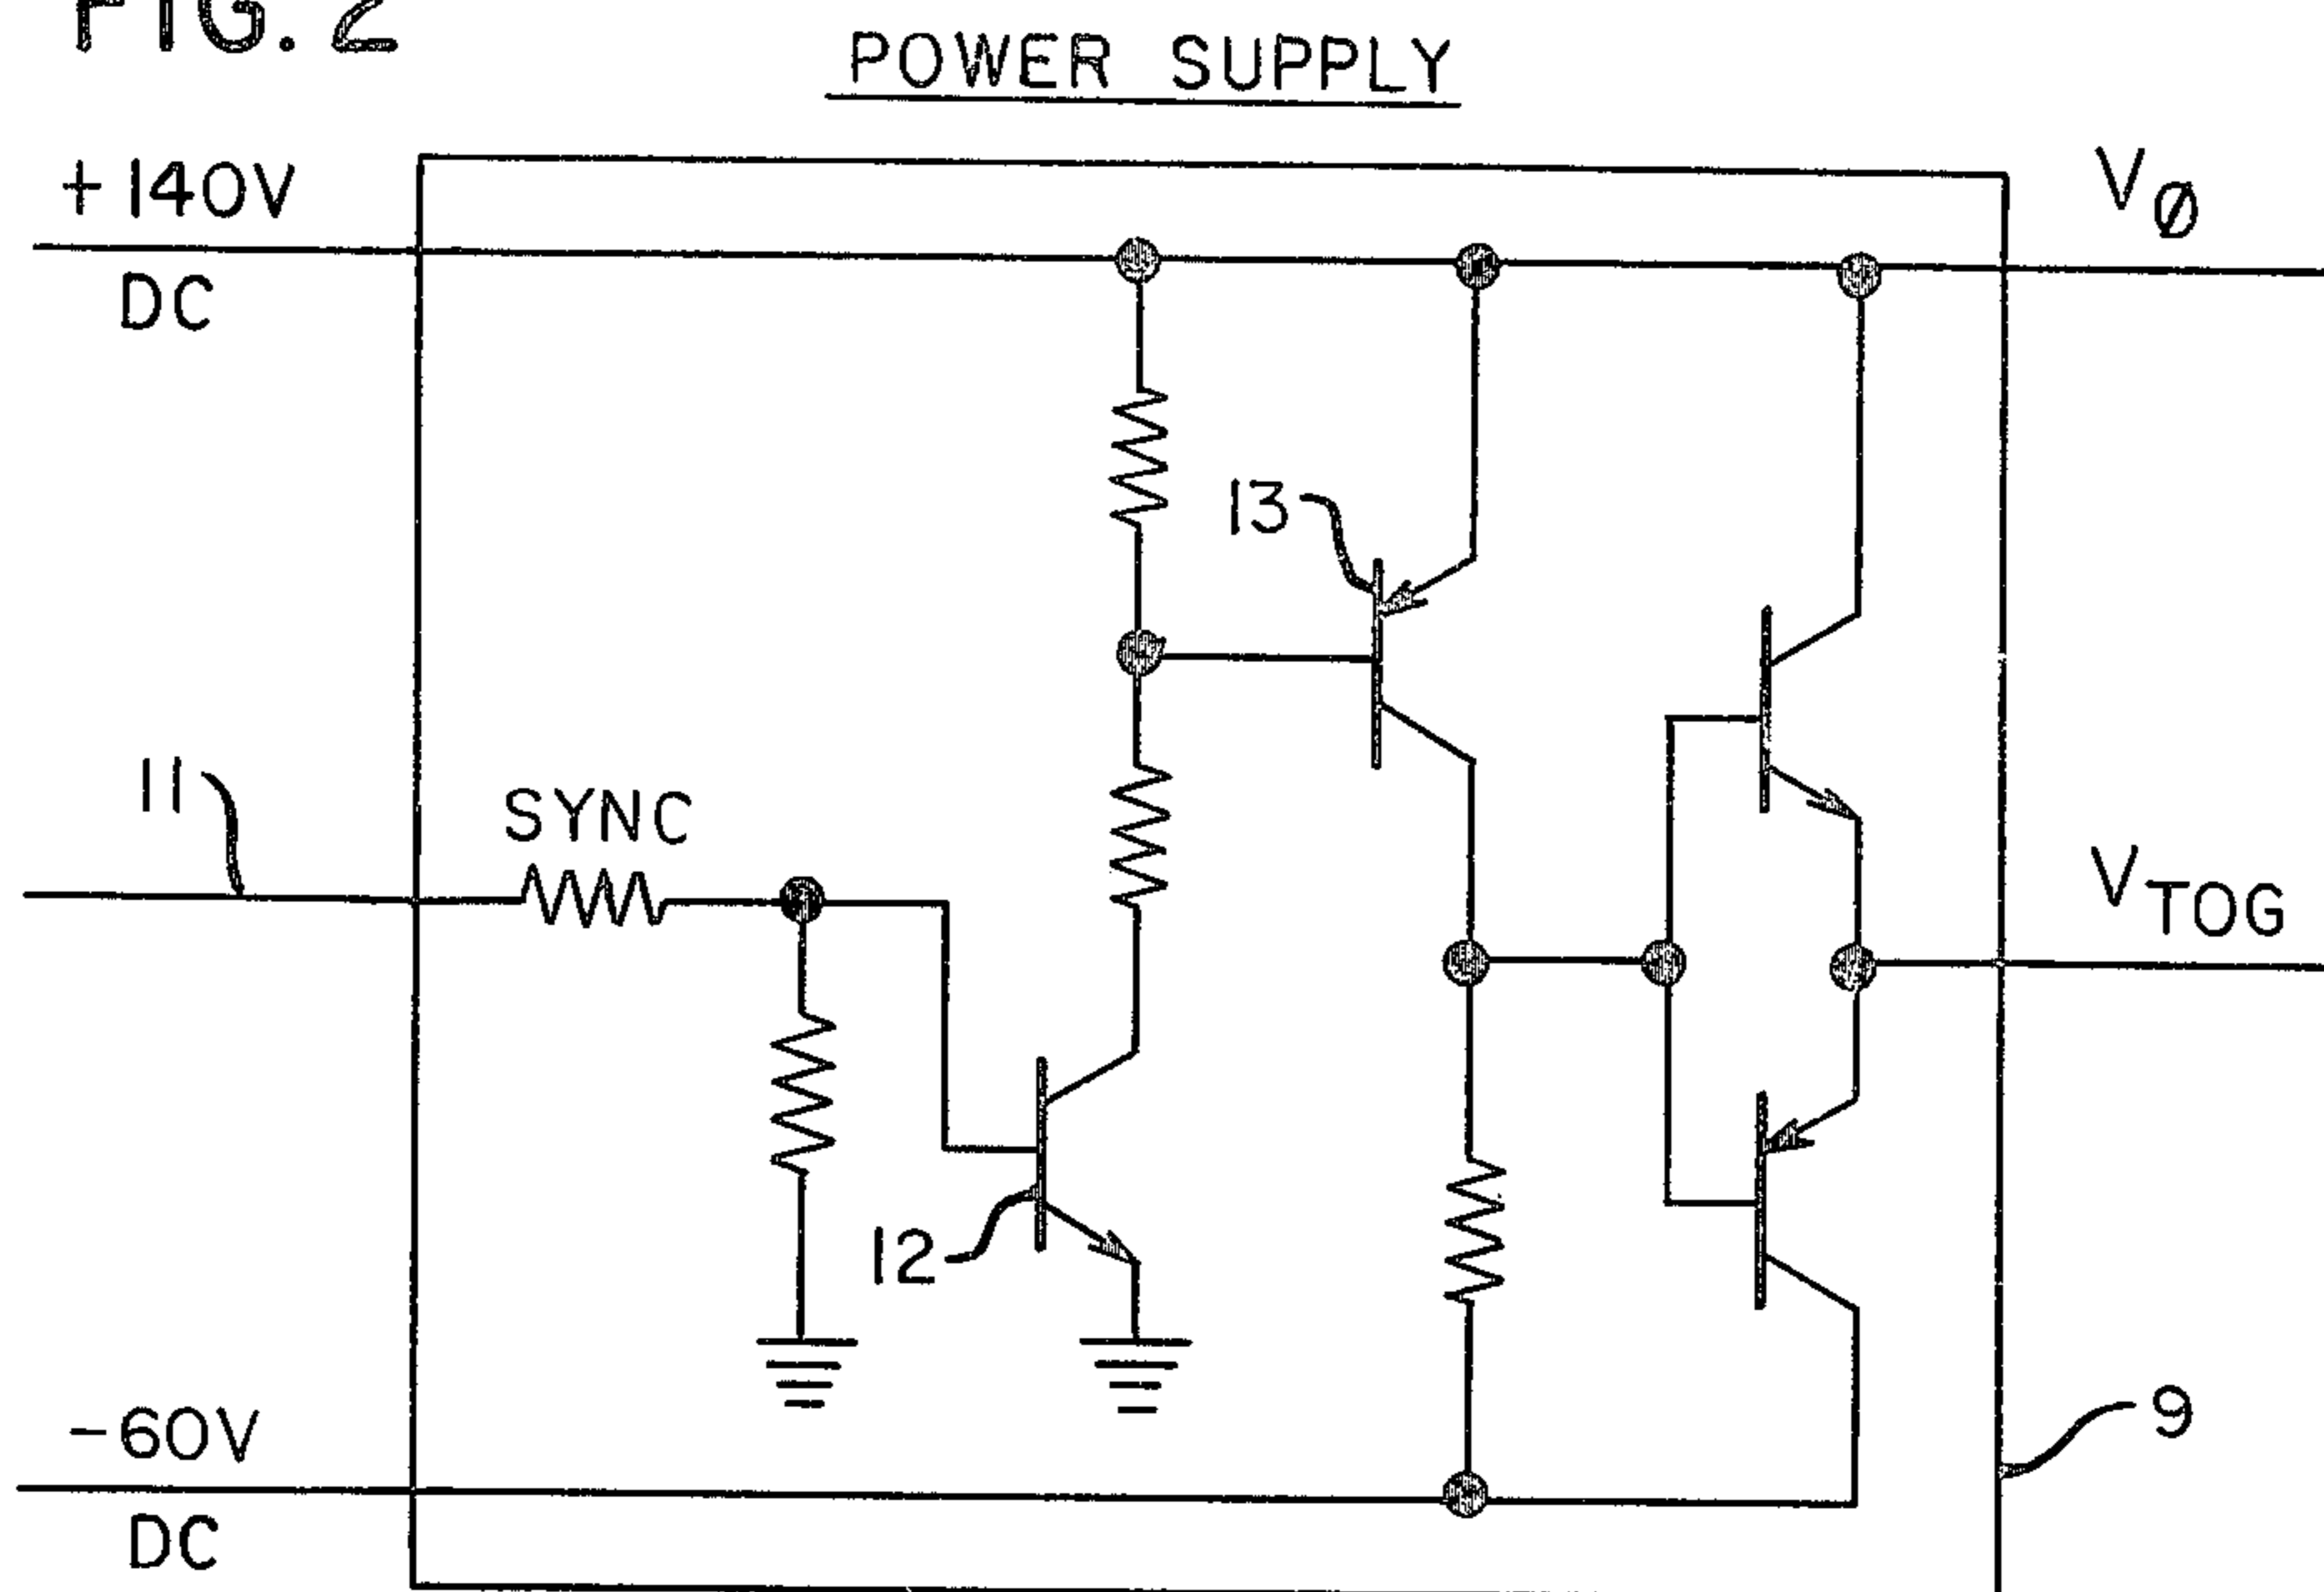 FIG. 2
POWER SUPPLY
+140V
DC
VØ
13
11
SYNC
VTOG
12
-60V
DC
9